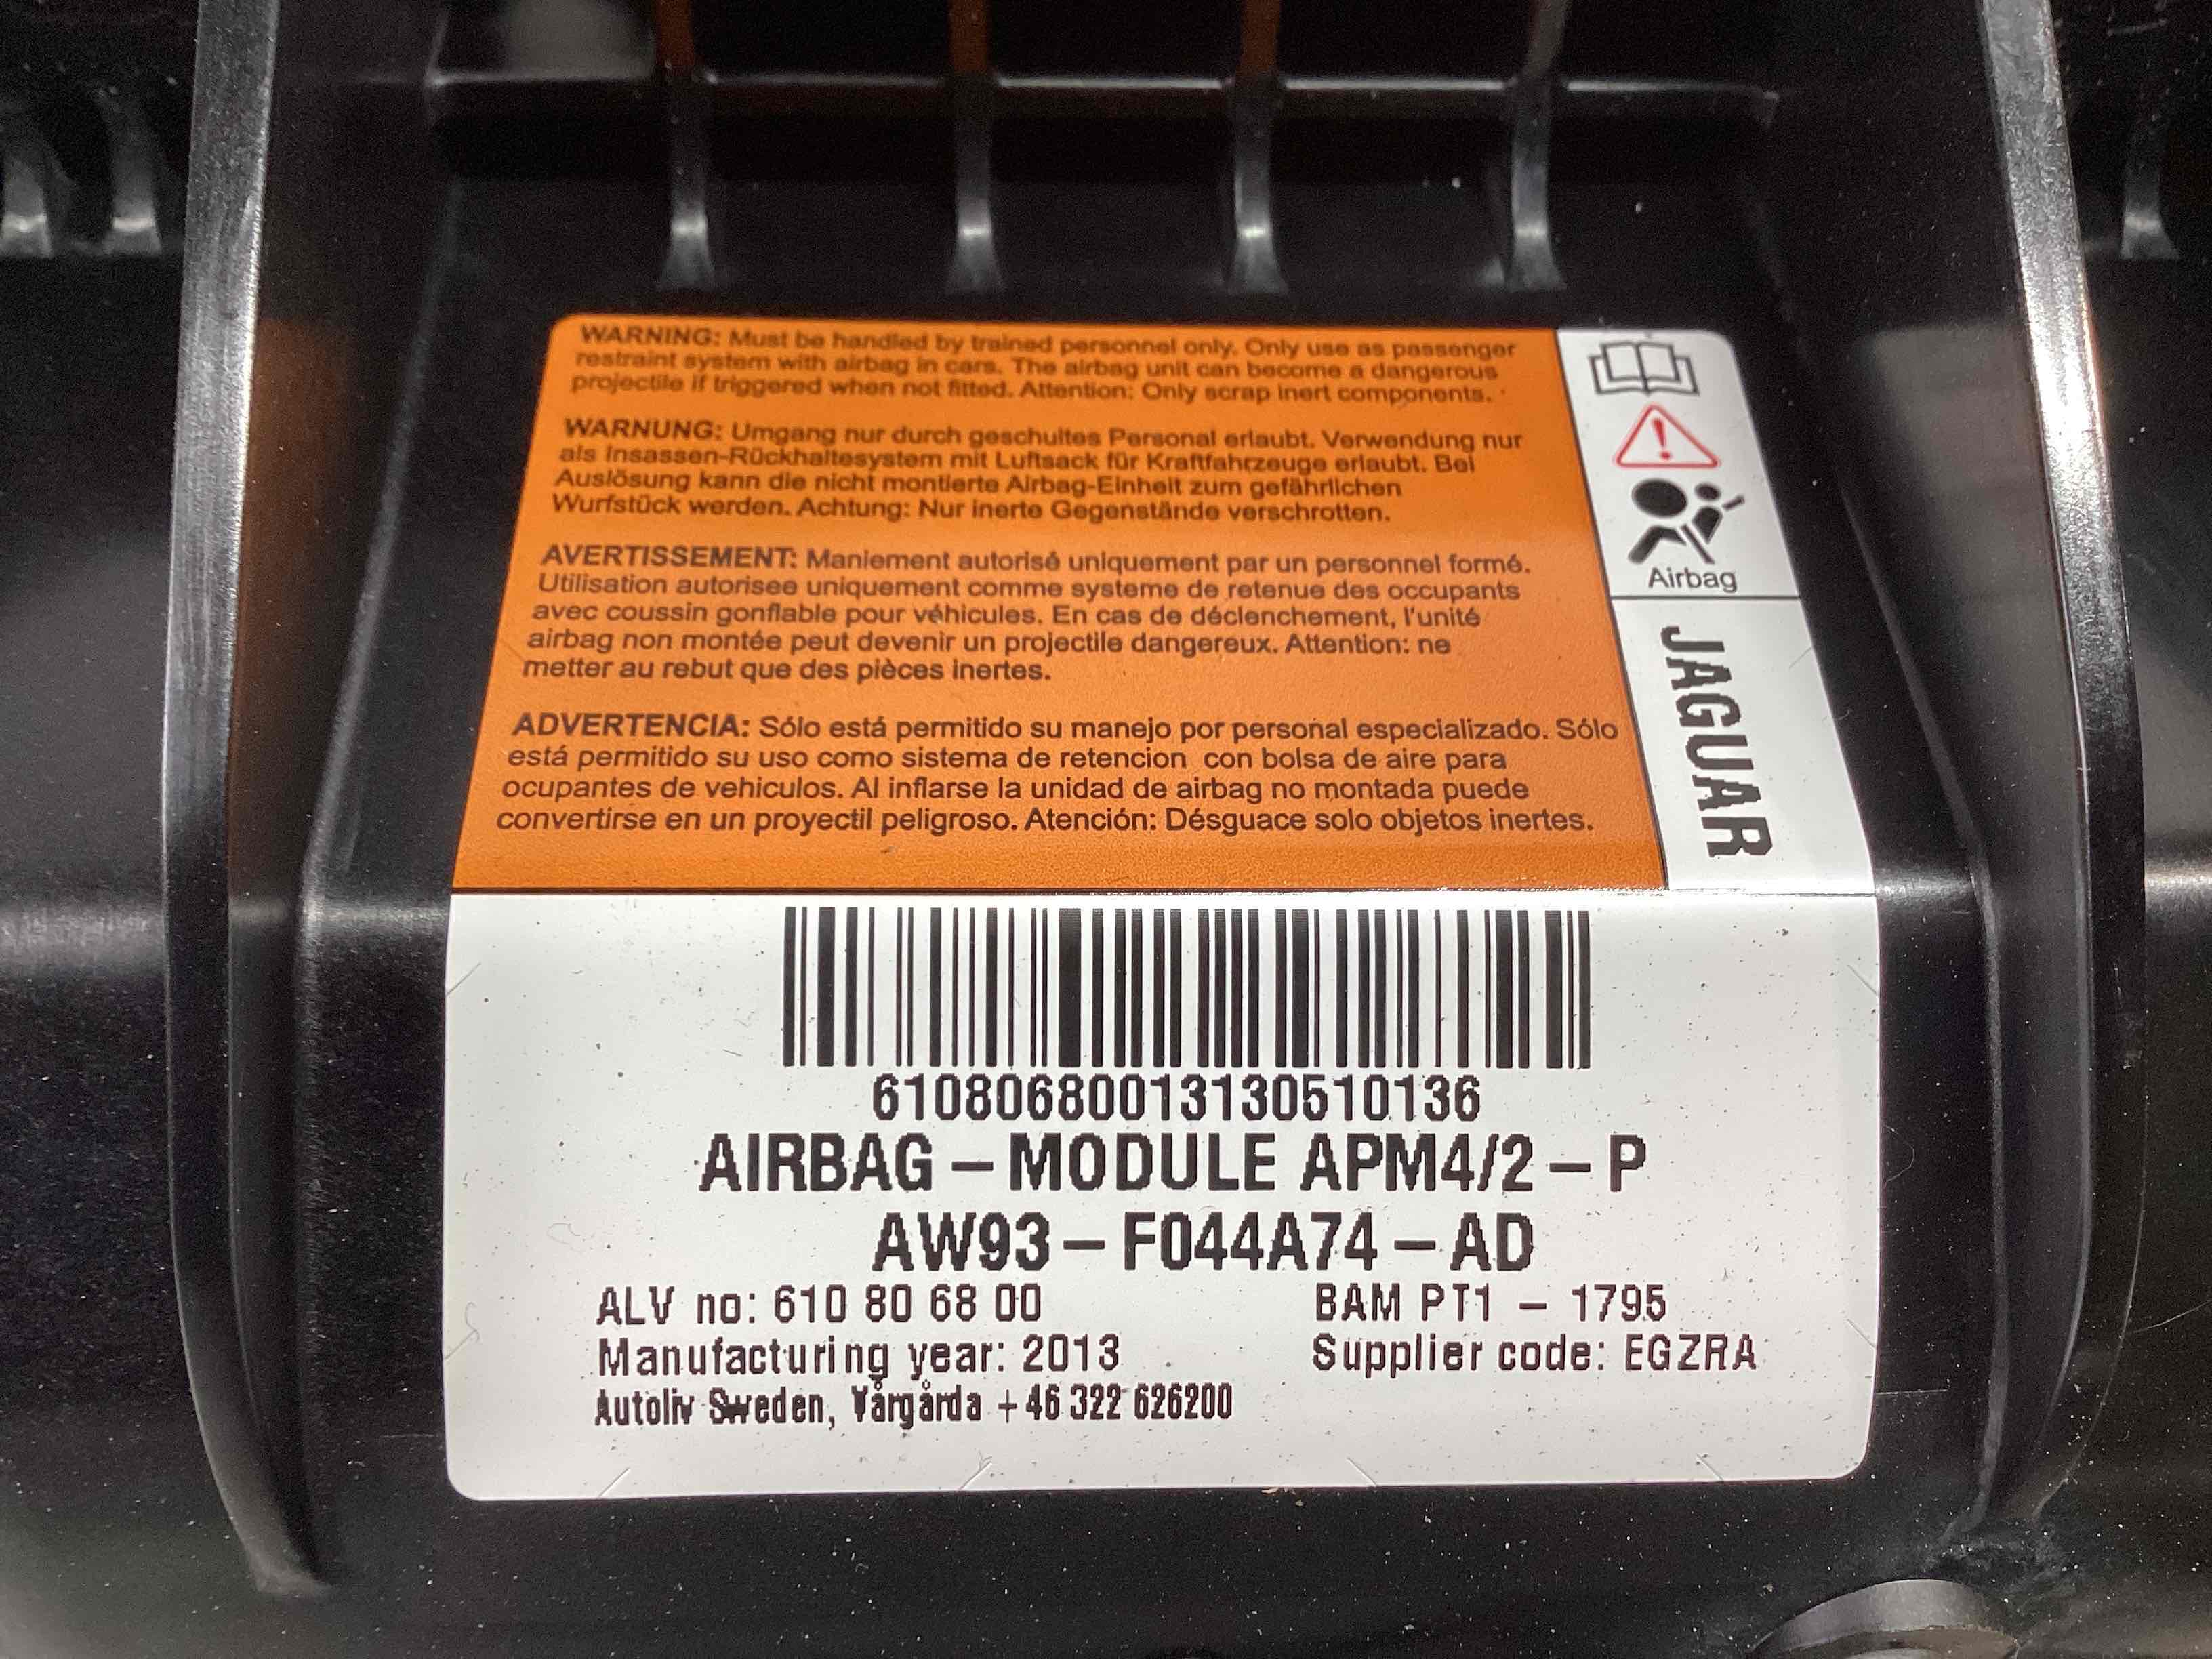 WARNING: Must be handled by trained personnel only. Only use as passenger
restraint system with airbag in cars. The airbag unit can become a dangerous
projectile if triggered when not fitted. Attention: Only scrap inert components.
WARNUNG: Umgang nur durch geschultes Personal erlaubt. Verwendung nur
als Insassen-Rückhaltesystem mit Luftsack für Kraftfahrzeuge erlaubt. Bei
Auslösung kann die nicht montierte Airbag-Einheit zum gefährlichen
Wurfstück werden. Achtung: Nur inerte Gegenstände verschrotten.
AVERTISSEMENT: Maniement autorisé uniquement par un personnel formé.
Utilisation autorisee uniquement comme systeme de retenue des occupants
avec coussin gonflable pour véhicules. En cas de déclenchement, l'unité
airbag non montée peut devenir un projectile dangereux. Attention: ne
metter au rebut que des pièces inertes.
ADVERTENCIA: Sólo está permitido su manejo por personal especializado. Sólo
está permitido su uso como sistema de retencion con bolsa de aire para
ocupantes de vehiculos. Al inflarse la unidad de airbag no montada puede
convertirse en un proyectil peligroso. Atención: Désguace solo objetos inertes.
Airbag
JAGUAR
61080680013130510136
AIRBAG - MODULE APM4/2 - P
AW93 - F044A74 - AD
ALV no: 610 80 68 00
BAM PT1 - 1795
Manufacturing year: 2013
Supplier code: EGZRA
Autoliv Sweden, Vårgårda +46 322 626200